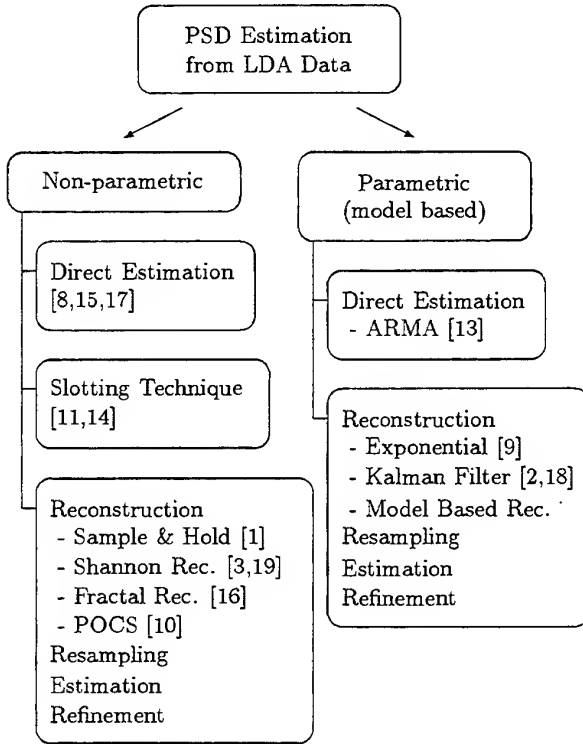 PSD Estimation
from LDA Data
Non-parametric
Direct Estimation
[8,15,17]
Slotting Technique
[11,14]
Reconstruction
- Sample & Hold [1]
- Shannon Rec. [3,19]
- Fractal Rec. [16]
- POCS [10]
Resampling
Estimation
Refinement
Parametric
(model based)
Direct Estimation
- ARMA [13]
Reconstruction
- Exponential [9]
- Kalman Filter [2,18]
- Model Based Rec.
Resampling
Estimation
Refinement